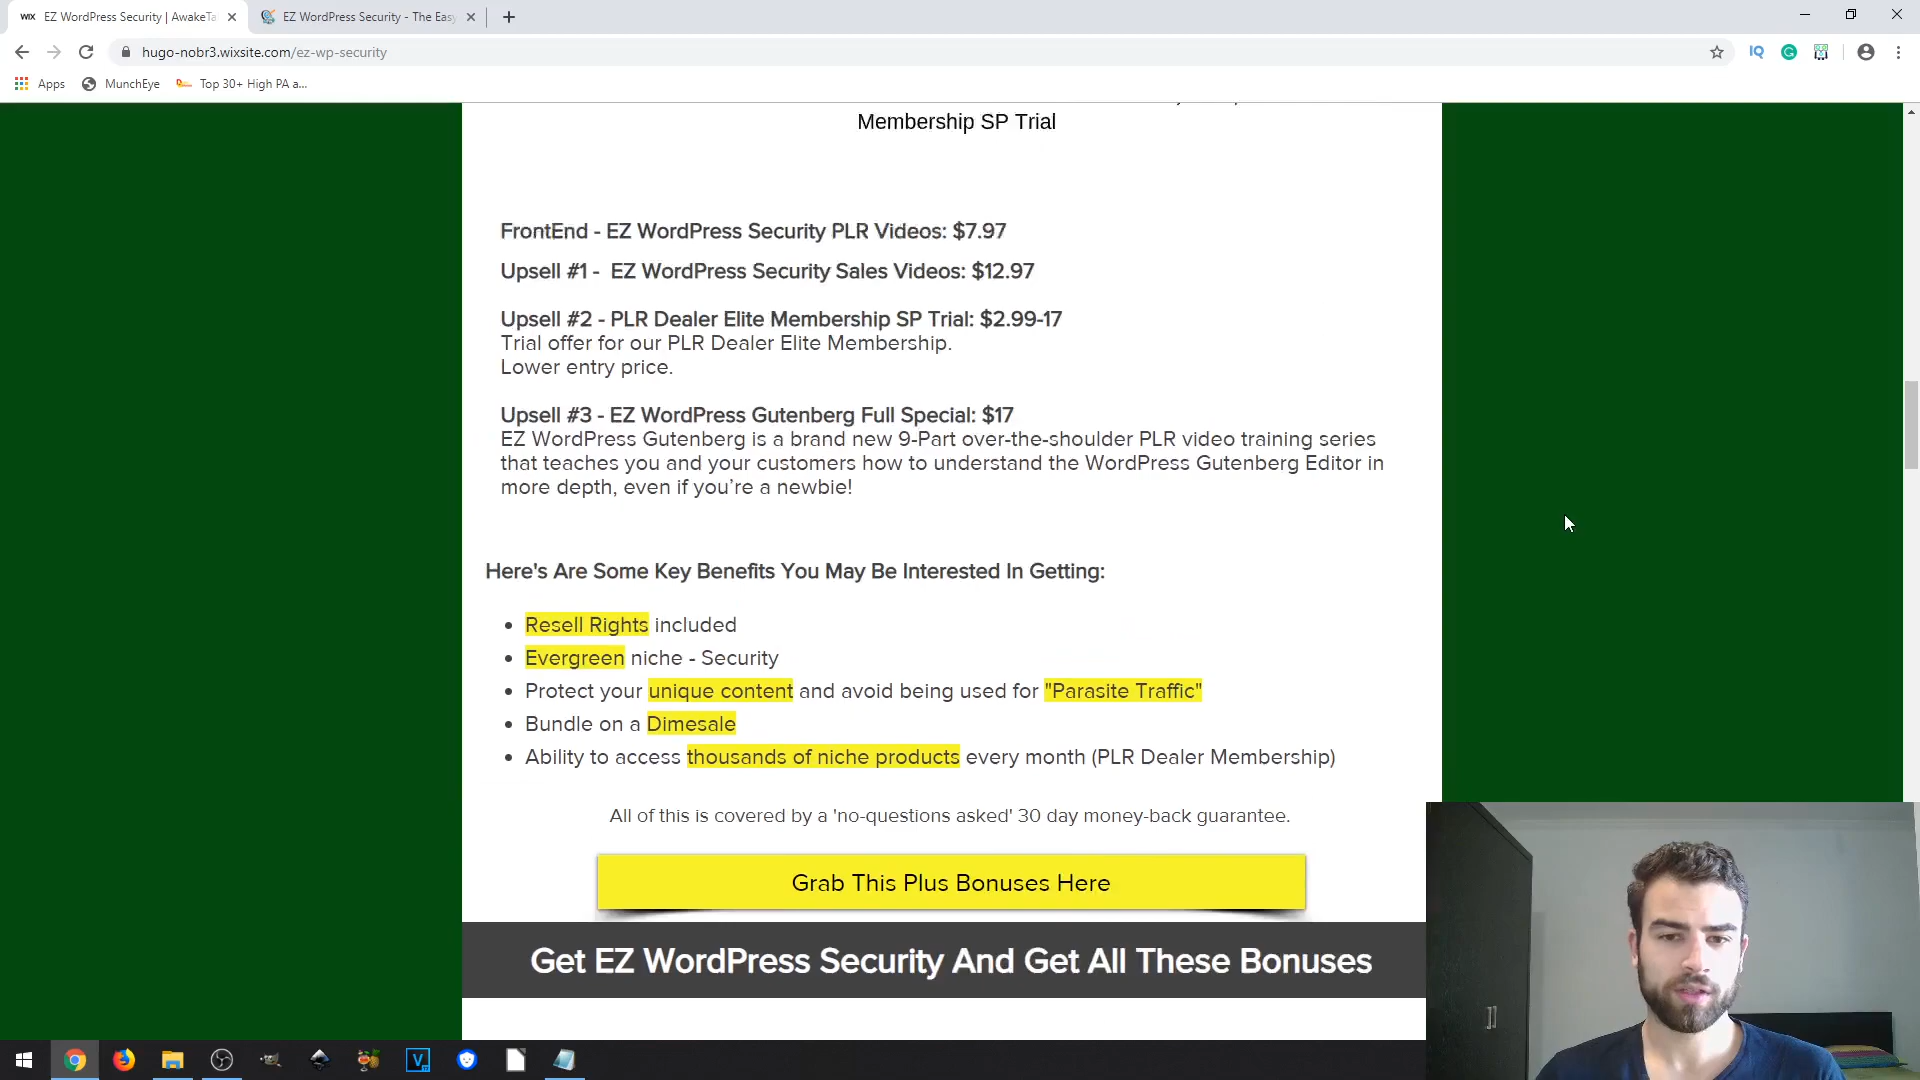 WIX EZ WordPress Security | AwakeTa
EZ WordPress Security - The Easy
hugo-nobr3.wixsite.com/ez-wp-security
IQ
Apps
MunchEye
Top 30+ High PA a...
Membership SP Trial
FrontEnd - EZ WordPress Security PLR Videos: $7.97
Upsell #1 - EZ WordPress Security Sales Videos: $12.97
Upsell #2 - PLR Dealer Elite Membership SP Trial: $2.99-17
Trial offer for our PLR Dealer Elite Membership.
Lower entry price.
Upsell #3 - EZ WordPress Gutenberg Full Special: $17
EZ WordPress Gutenberg is a brand new 9-Part over-the-shoulder PLR video training series
that teaches you and your customers how to understand the WordPress Gutenberg Editor in
more depth, even if you’re a newbie!
Here's Are Some Key Benefits You May Be Interested In Getting:
• Resell Rights included
• Evergreen niche - Security
• Protect your unique content and avoid being used for "Parasite Traffic"
• Bundle on a Dimesale
• Ability to access thousands of niche products every month (PLR Dealer Membership)
All of this is covered by a 'no-questions asked' 30 day money-back guarantee.
Grab This Plus Bonuses Here
Get EZ WordPress Security And Get All These Bonuses
V